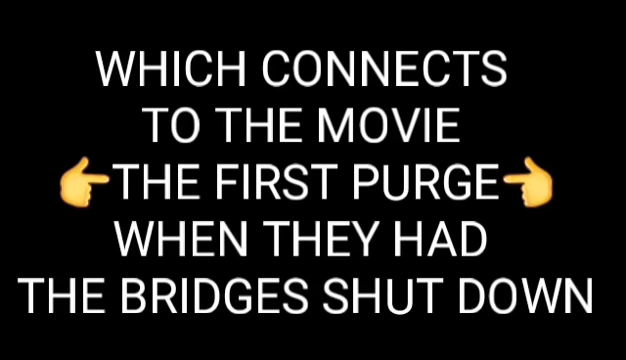 WHICH CONNECTS
TO THE MOVIE
👉THE FIRST PURGE👈
WHEN THEY HAD
THE BRIDGES SHUT DOWN